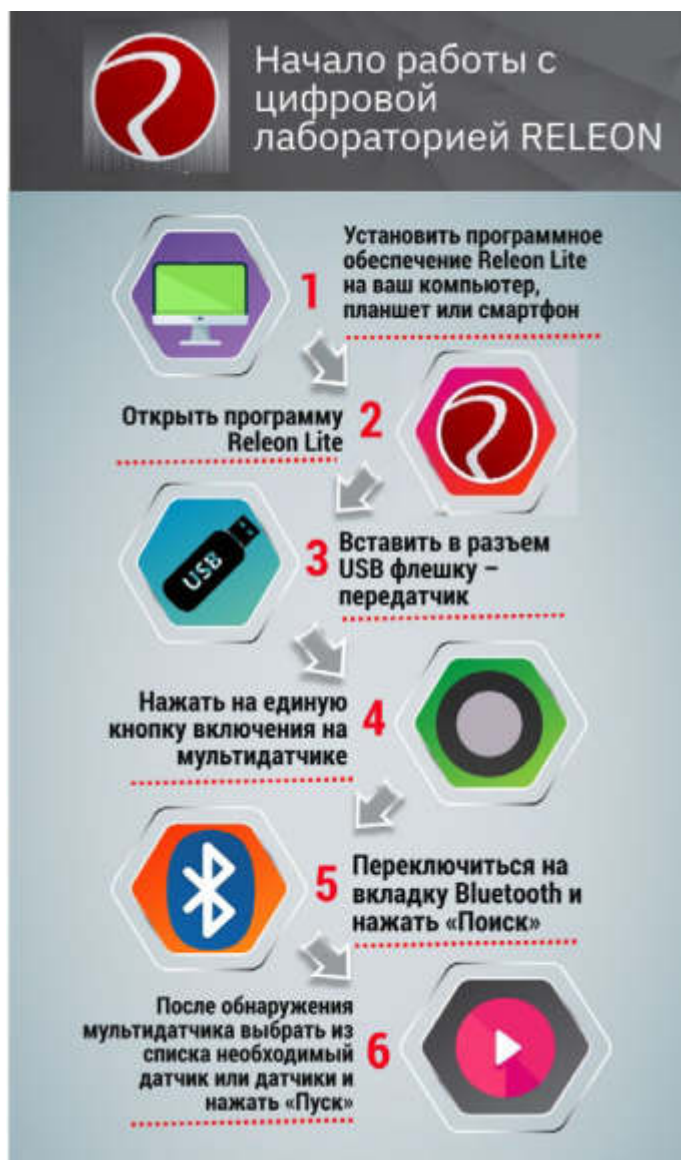 Начало работы с
цифровой
лабораторией RELEON
Установить программное
обеспечение Releon Lite
на ваш компьютер,
планшет или смартфон
1
Открыть программу
Releon Lite
2
USB
3
Вставить в разъем
USB флешку –
передатчик
Нажать на единую
кнопку включения на
мультидатчике
4
5
Переключиться на
вкладку Bluetooth и
нажать «Поиск»
После обнаружения
мультидатчика выбрать из
списка необходимый
датчик или датчики и
нажать «Пуск»
6